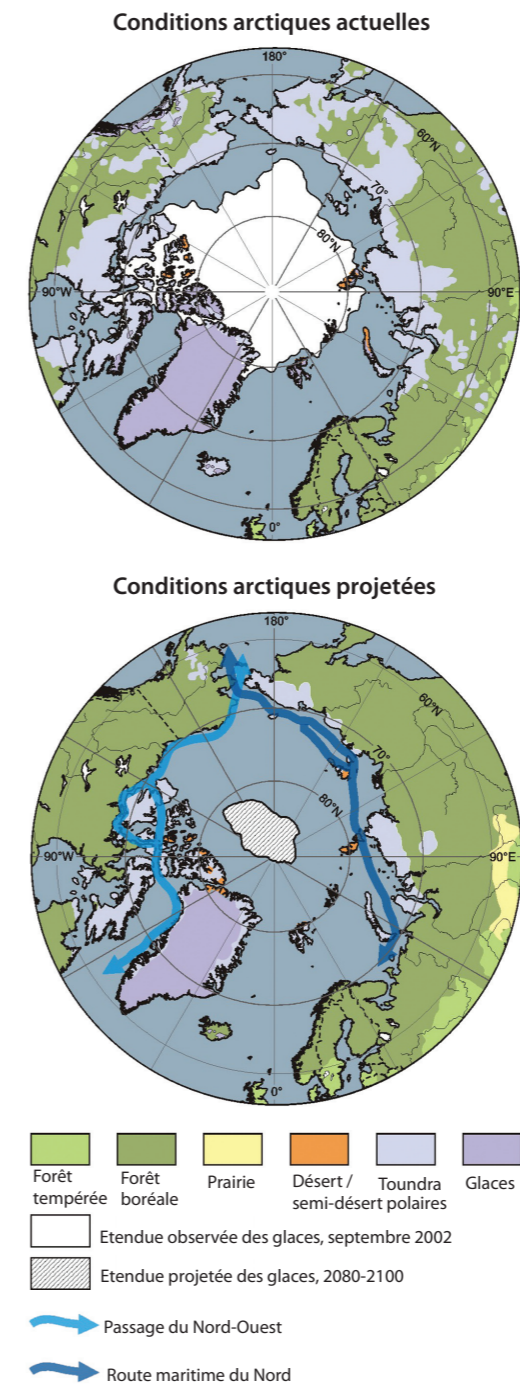 Conditions arctiques actuelles
180°
60°N
70°
80°N
90°W
90°E
0°
Conditions arctiques projetées
180°
60°N
70°
80°N
90°W
90°E
0°
Forêt tempérée
Forêt boréale
Prairie
Désert / semi-désert polaires
Toundra
Glaces
Etendue observée des glaces, septembre 2002
Etendue projetée des glaces, 2080-2100
Passage du Nord-Ouest
Route maritime du Nord